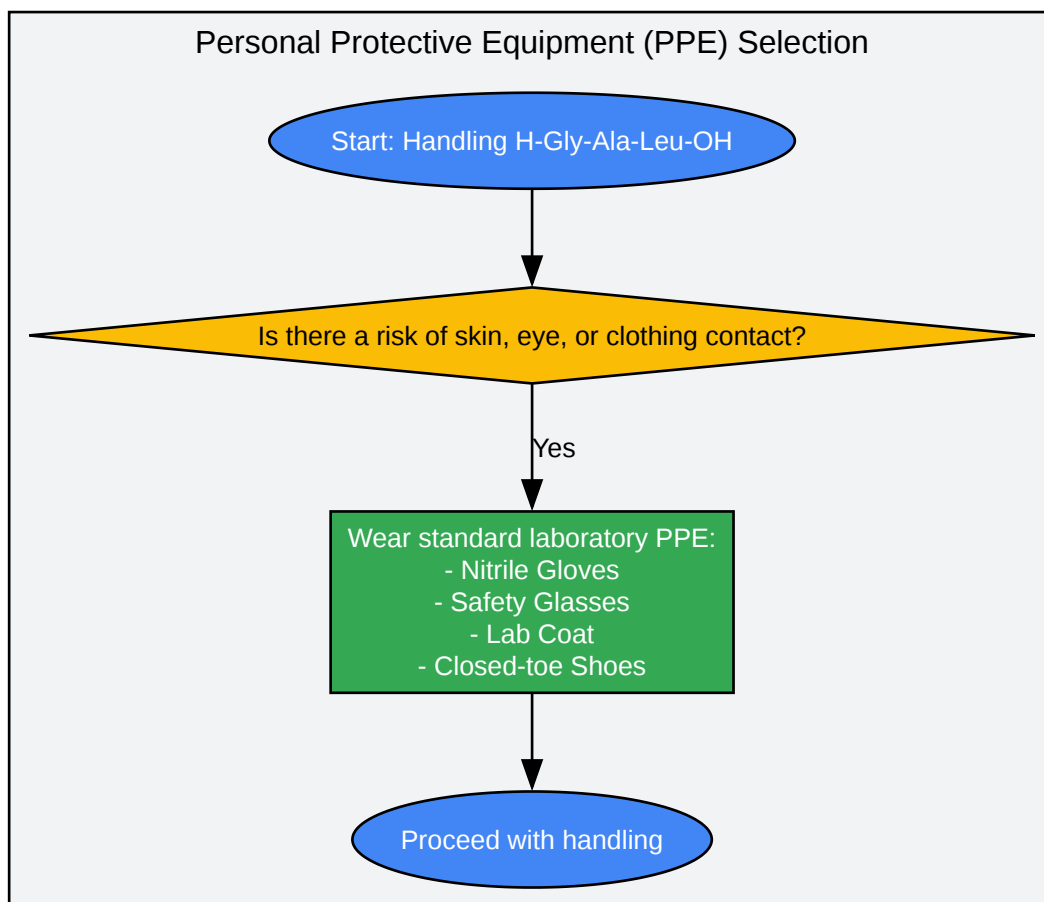 Personal Protective Equipment (PPE) Selection
Start: Handling H-Gly-Ala-Leu-OH
Is there a risk of skin, eye, or clothing contact?
Yes
Wear standard laboratory PPE:
- Nitrile Gloves
- Safety Glasses
- Lab Coat
- Closed-toe Shoes
Proceed with handling